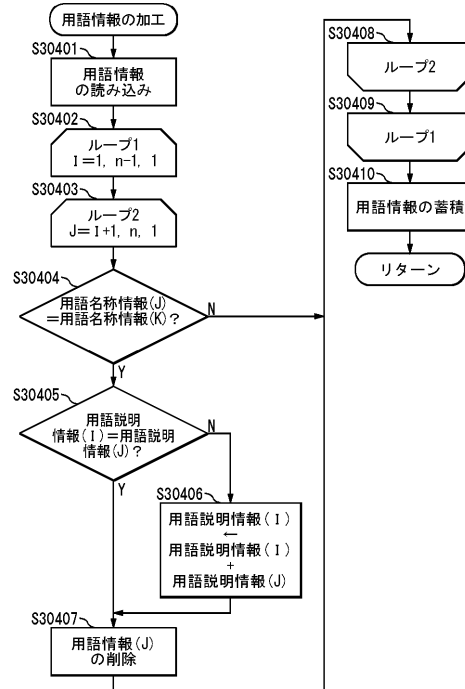 用語情報の加工
S30401
用語情報
の読み込み
S30402
ループ1
I=1, n-1, 1
S30403
ループ2
J=I+1, n, 1
S30404
用語名称情報(J)
=用語名称情報(K)?
N
Y
S30405
用語説明
情報(I)=用語説明
情報(J)?
N
Y
S30406
用語説明情報(I)
←
用語説明情報(I)
+
用語説明情報(J)
S30407
用語情報(J)
の削除
S30408
ループ2
S30409
ループ1
S30410
用語情報の蓄積
リターン